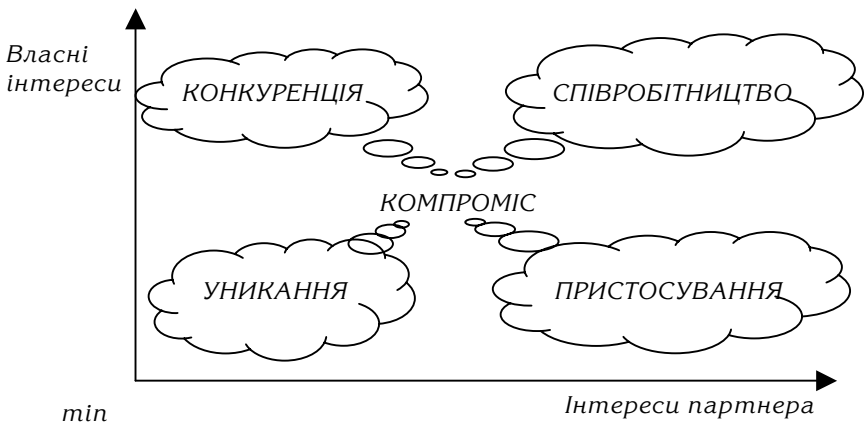 Власні
інтереси
КОНКУРЕНЦІЯ
СПІВРОБІТНИЦТВО
КОМПРОМІС
УНИКАННЯ
ПРИСТОСУВАННЯ
min
Інтереси партнера